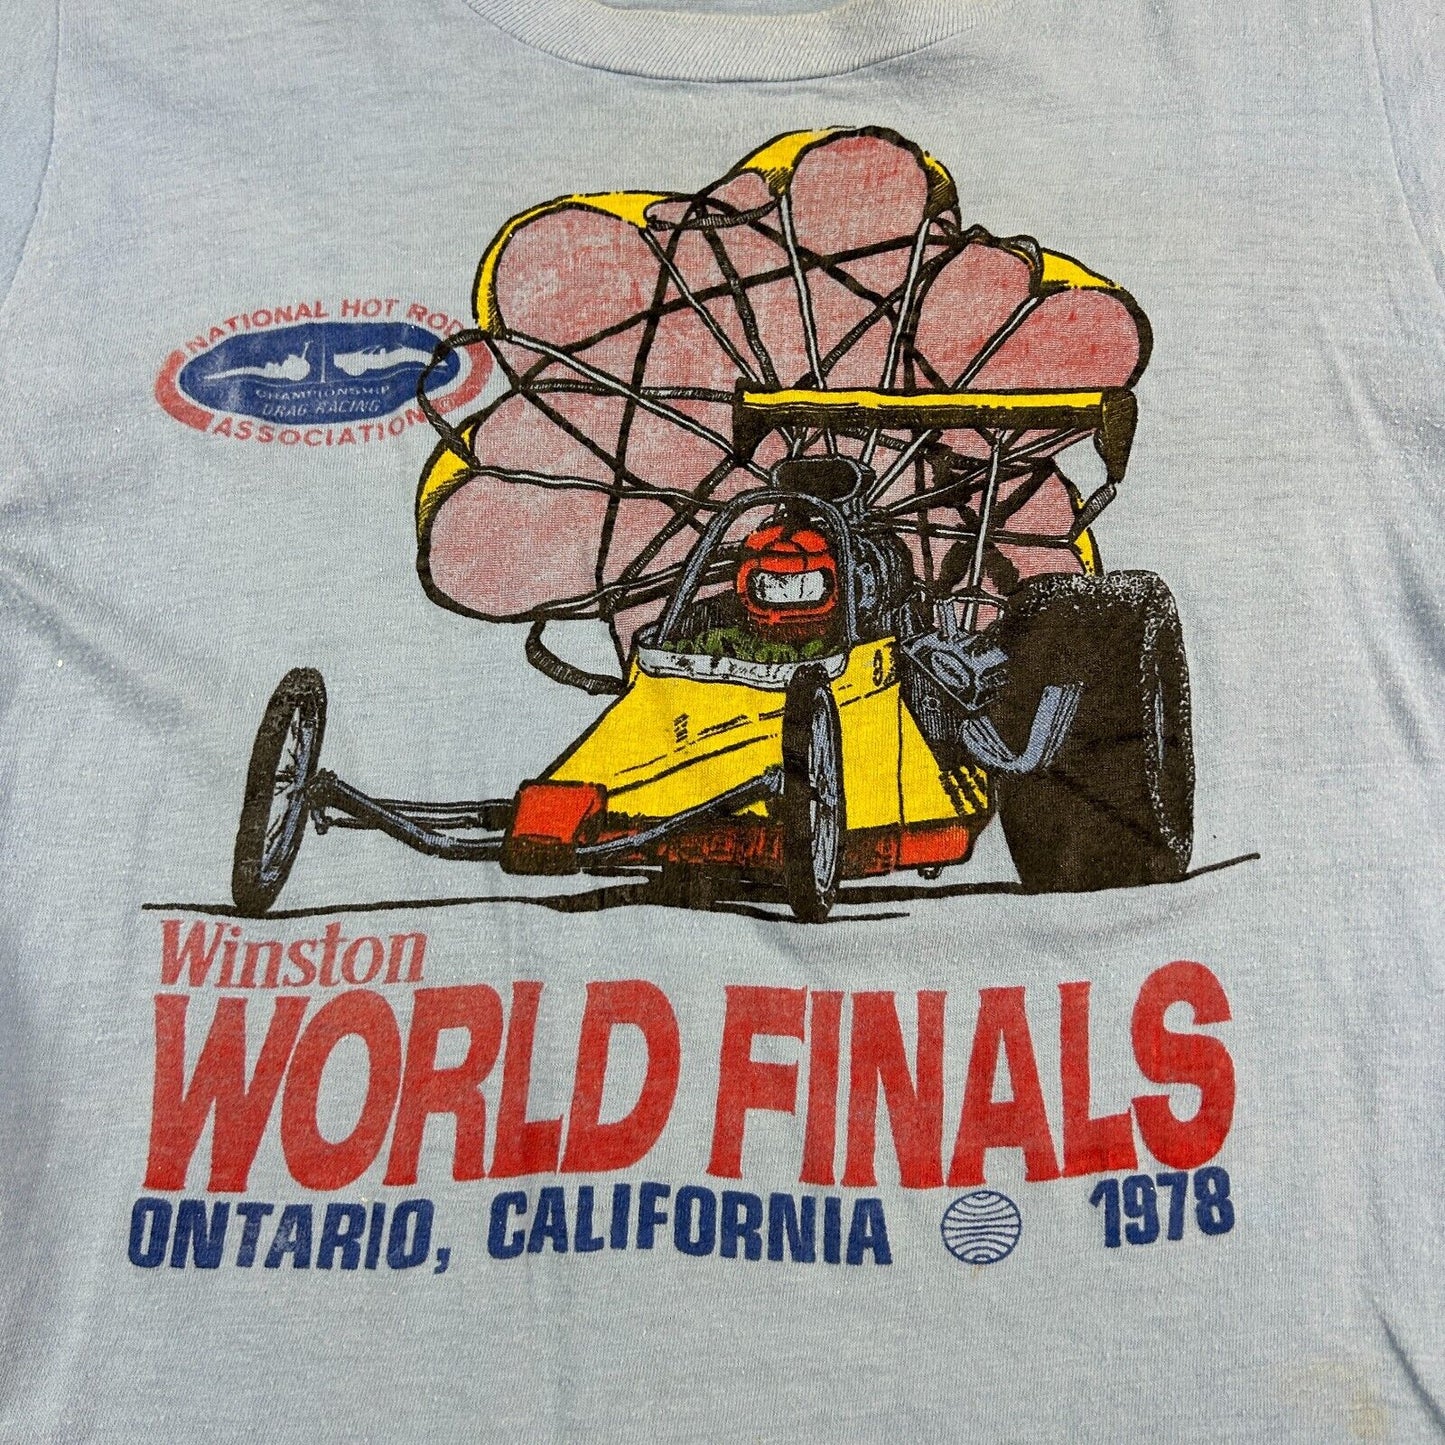 NATIONAL HOT ROD
CHAMPIONSHIP
DRAG RACING
ASSOCIATION
Winston
WORLD FINALS
ONTARIO, CALIFORNIA 1978